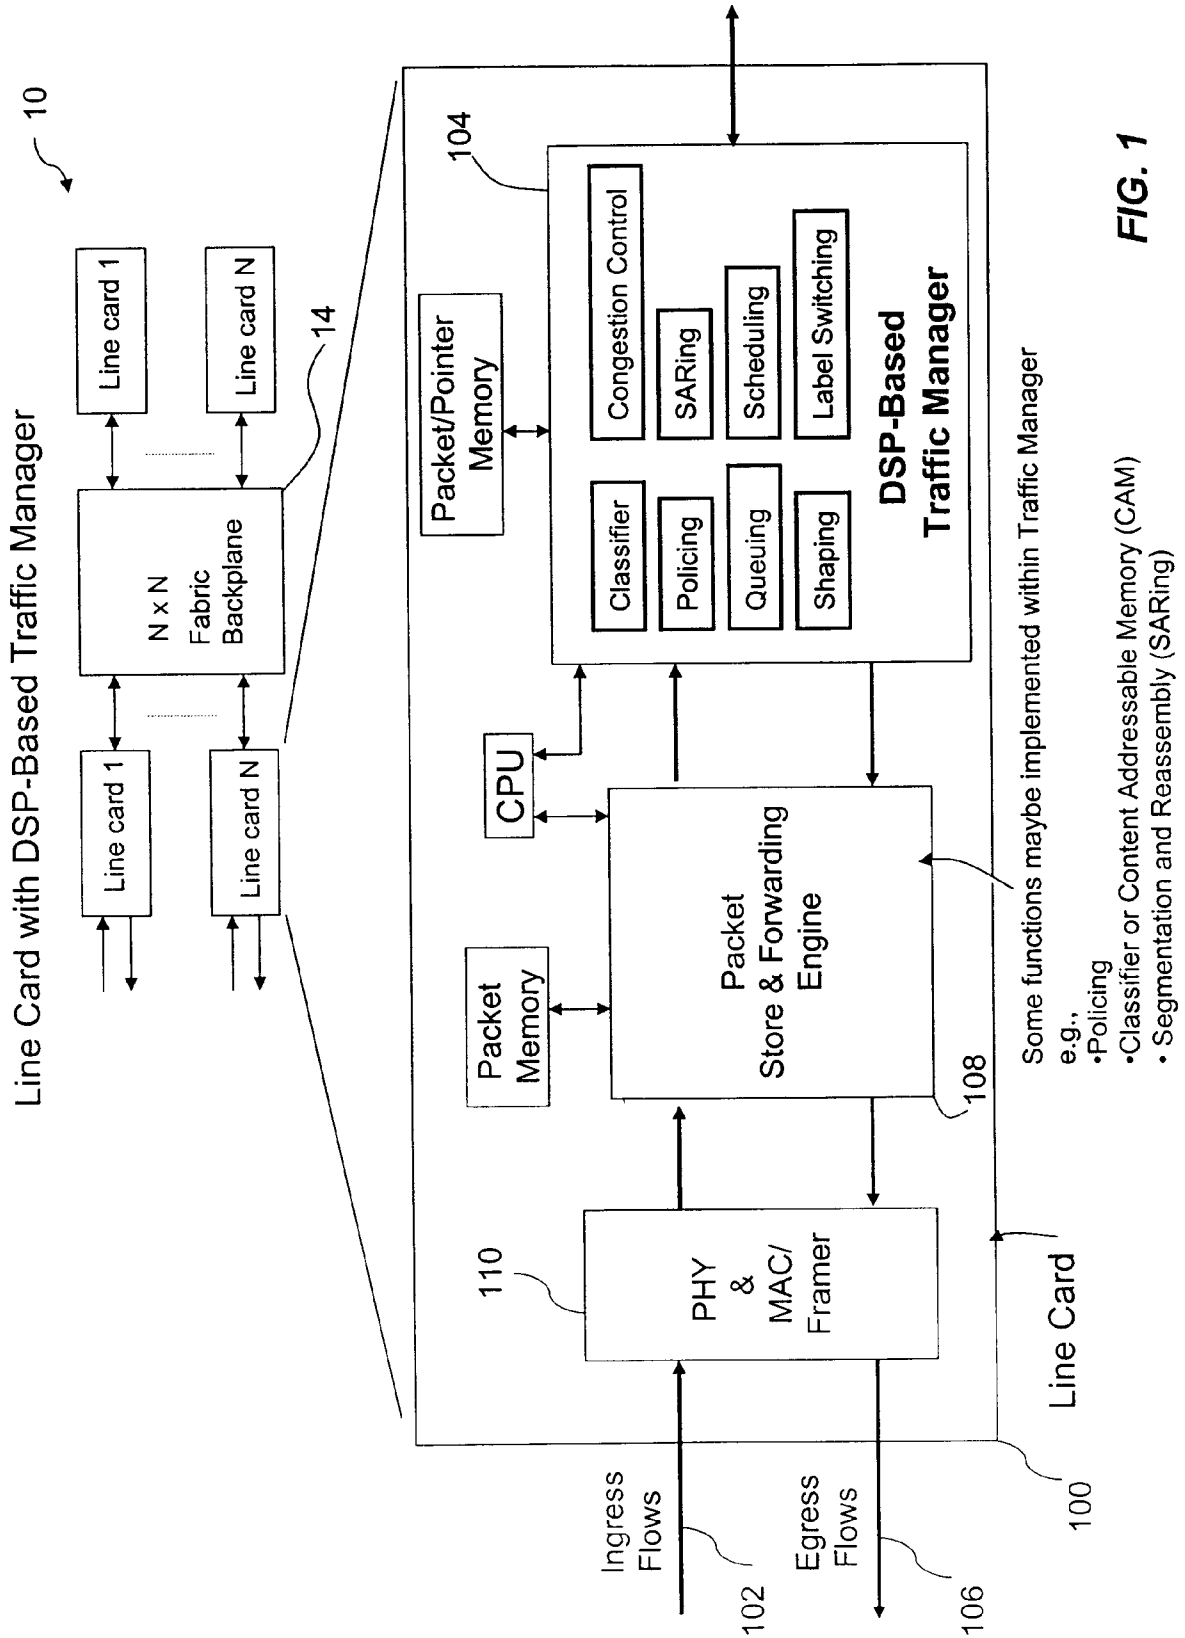 Line Card with DSP-Based Traffic Manager
10
Line card 1
Line card N
N x N
Fabric
Backplane
Line card 1
Line card N
14
Ingress
Flows
102
Egress
Flows
106
100
Line Card
110
PHY
&
MAC/
Framer
Packet
Memory
Packet
Store & Forwarding
Engine
108
CPU
Packet/Pointer
Memory
104
Classifier
Congestion Control
Policing
SARing
Queuing
Scheduling
Shaping
Label Switching
DSP-Based
Traffic Manager
Some functions maybe implemented within Traffic Manager
e.g.,
•Policing
•Classifier or Content Addressable Memory (CAM)
• Segmentation and Reassembly (SARing)
FIG. 1